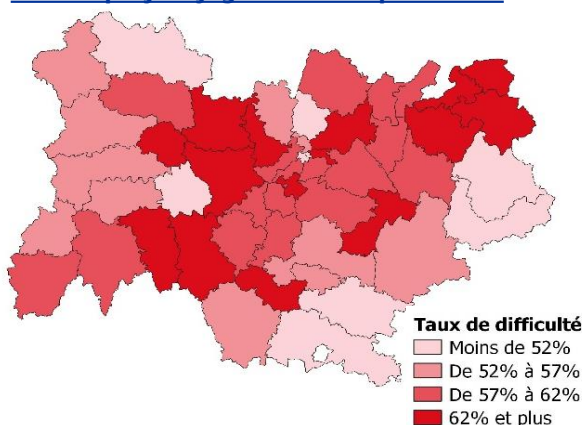 Taux de difficulté
Moins de 52%
De 52% à 57%
De 57% à 62%
62% et plus